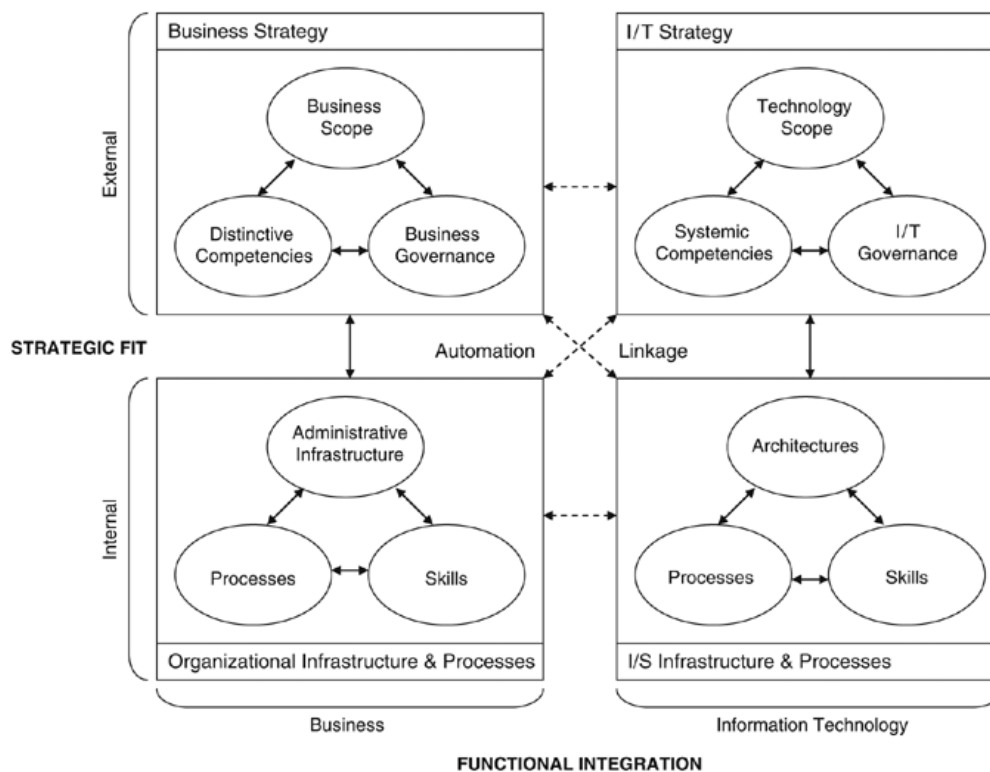 Business Strategy
I/T Strategy
Business
Scope
Technology
Scope
External
Distinctive
Competencies
Business
Governance
Systemic
Competencies
I/T
Governance
STRATEGIC FIT
Automation
Linkage
Administrative
Infrastructure
Architectures
Internal
Processes
Skills
Processes
Skills
Organizational Infrastructure & Processes
I/S Infrastructure & Processes
Business
Information Technology
FUNCTIONAL INTEGRATION